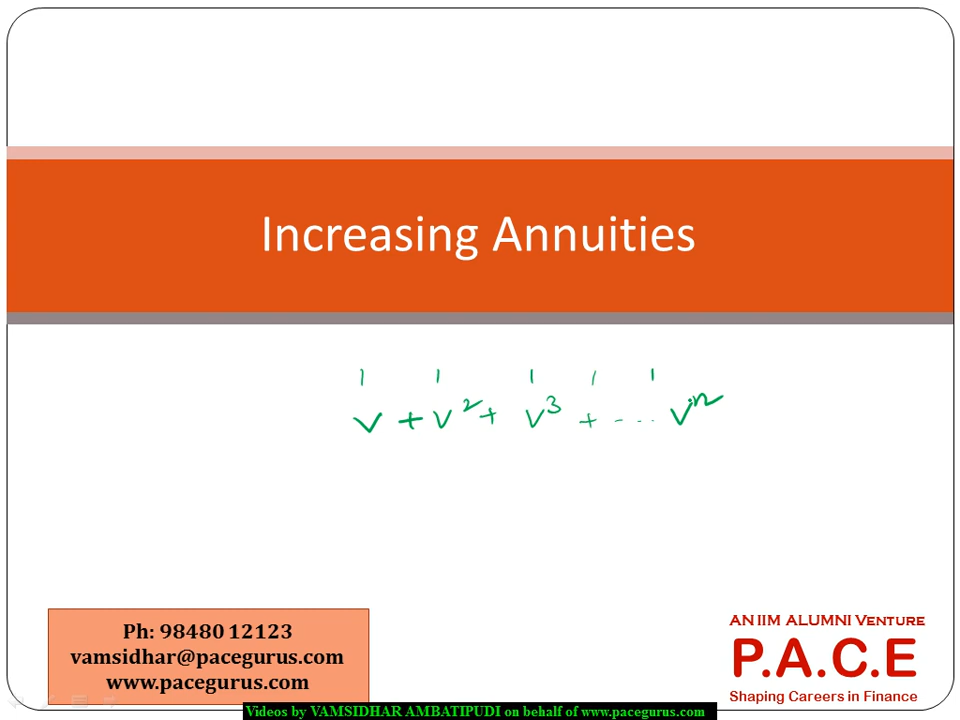 Increasing Annuities
1 1 1 1 1
v + v² + v³ + ... vⁿ
Ph: 98480 12123
vamsidhar@pacegurus.com
www.pacegurus.com
AN IIM ALUMNI VENTURE
P.A.C.E
Shaping Careers in Finance
Videos by VAMSIDHAR AMBATIPUDI on behalf of www.pacegurus.com